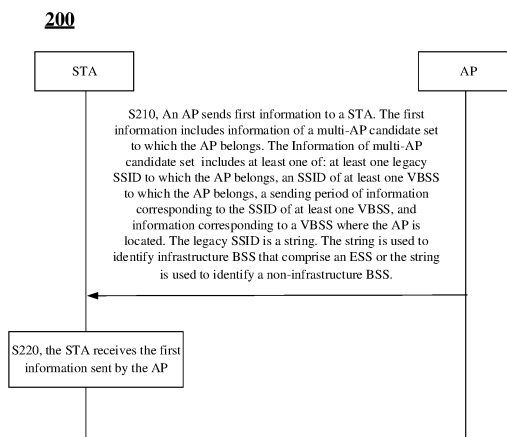 200
STA
AP
S210, An AP sends first information to a STA. The first
information includes information of a multi-AP candidate set
to which the AP belongs. The Information of multi-AP
candidate set includes at least one of: at least one legacy
SSID to which the AP belongs, an SSID of at least one VBSS
to which the AP belongs, a sending period of information
corresponding to the SSID of at least one VBSS, and
information corresponding to a VBSS where the AP is
located. The legacy SSID is a string. The string is used to
identify infrastructure BSS that comprise an ESS or the string
is used to identify a non-infrastructure BSS.
S220, the STA receives the first
information sent by the AP